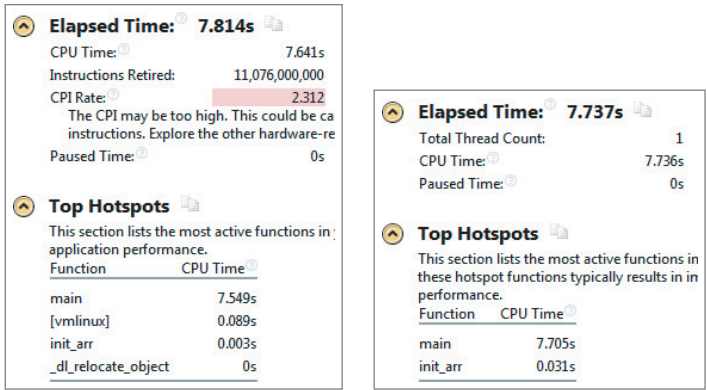 Elapsed Time: 7.814s
CPU Time: 7.641s
Instructions Retired: 11,076,000,000
CPI Rate: 2.312
The CPI may be too high. This could be ca
instructions. Explore the other hardware-re
Paused Time: 0s
Top Hotspots
This section lists the most active functions in
application performance.
Function CPU Time
main 7.549s
[vmlinux] 0.089s
init_arr 0.003s
_dl_relocate_object 0s
Elapsed Time: 7.737s
Total Thread Count: 1
CPU Time: 7.736s
Paused Time: 0s
Top Hotspots
This section lists the most active functions in
these hotspot functions typically results in im
performance.
Function CPU Time
main 7.705s
init_arr 0.031s